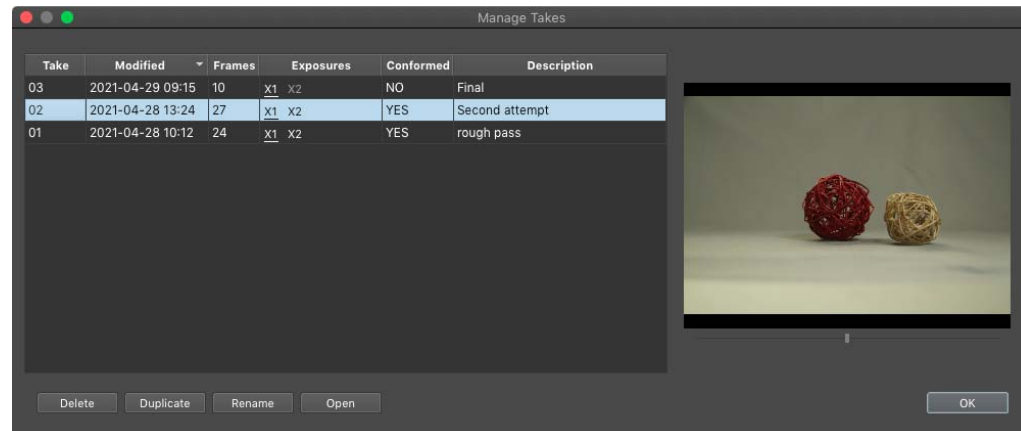 Manage Takes
Take Modified Frames Exposures Conformed Description
03 2021-04-29 09:15 10 X1 X2 NO Final
02 2021-04-28 13:24 27 X1 X2 YES Second attempt
01 2021-04-28 10:12 24 X1 X2 YES rough pass
Delete Duplicate Rename Open OK